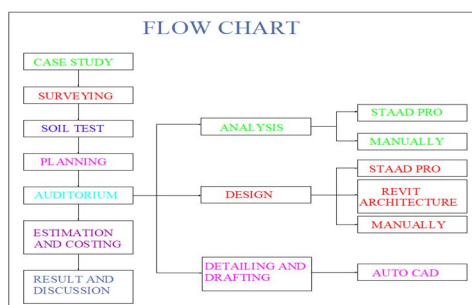 FLOW CHART
CASE STUDY
SURVEYING
SOIL TEST
PLANNING
AUDITORIUM
ESTIMATION
AND COSTING
RESULT AND
DISCUSSION
ANALYSIS
STAAD PRO
MANUALLY
DESIGN
STAAD PRO
REVIT
ARCHITECTURE
MANUALLY
DETAILING AND
DRAFTING
AUTO CAD